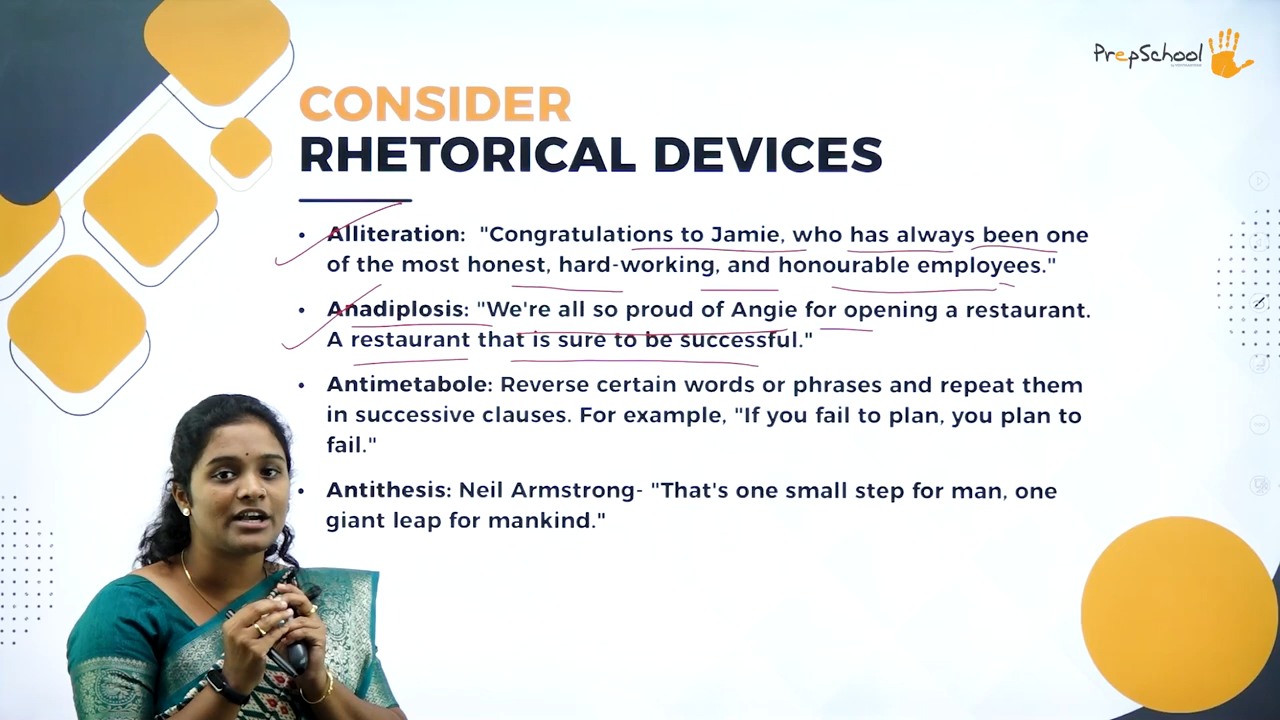 PrepSchool
CONSIDER
RHETORICAL DEVICES
• Alliteration: "Congratulations to Jamie, who has always been one
of the most honest, hard-working, and honourable employees."
• Anadiplosis: "We're all so proud of Angie for opening a restaurant.
A restaurant that is sure to be successful."
• Antimetabole: Reverse certain words or phrases and repeat them
in successive clauses. For example, "If you fail to plan, you plan to
fail."
• Antithesis: Neil Armstrong- "That's one small step for man, one
giant leap for mankind."